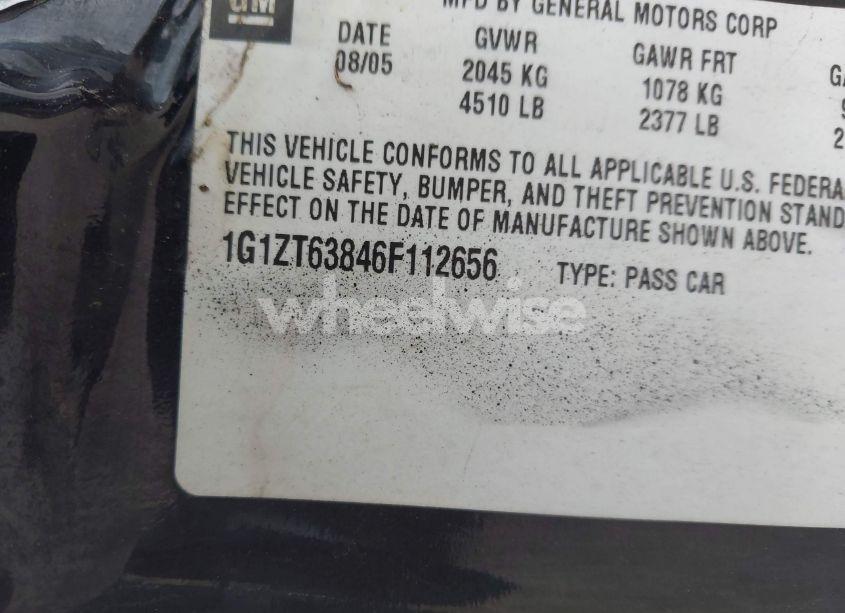 GM
MFD BY GENERAL MOTORS CORP
DATE GVWR GAWR FRT
08/05 2045 KG 1078 KG
4510 LB 2377 LB
THIS VEHICLE CONFORMS TO ALL APPLICABLE U.S. FEDERA
VEHICLE SAFETY, BUMPER, AND THEFT PREVENTION STAND
EFFECT ON THE DATE OF MANUFACTURE SHOWN ABOVE.
1G1ZT63846F112656 TYPE: PASS CAR
wheelwise